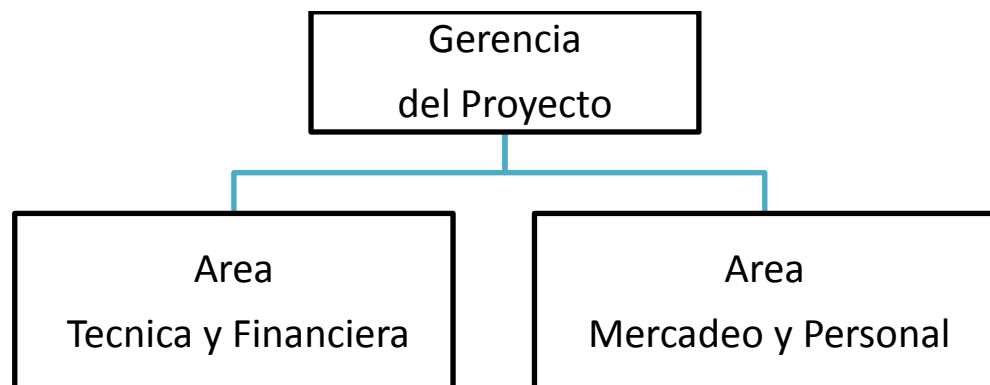 Gerencia
del Proyecto
Area
Tecnica y Financiera
Area
Mercadeo y Personal